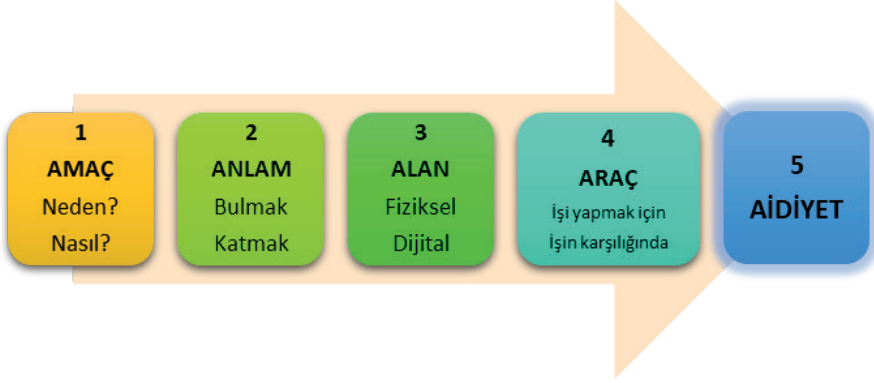 1
AMAÇ
Neden?
Nasıl?
2
ANLAM
Bulmak
Katmak
3
ALAN
Fiziksel
Dijital
4
ARAÇ
İşi yapmak için
İşin karşılığında
5
AİDİYET